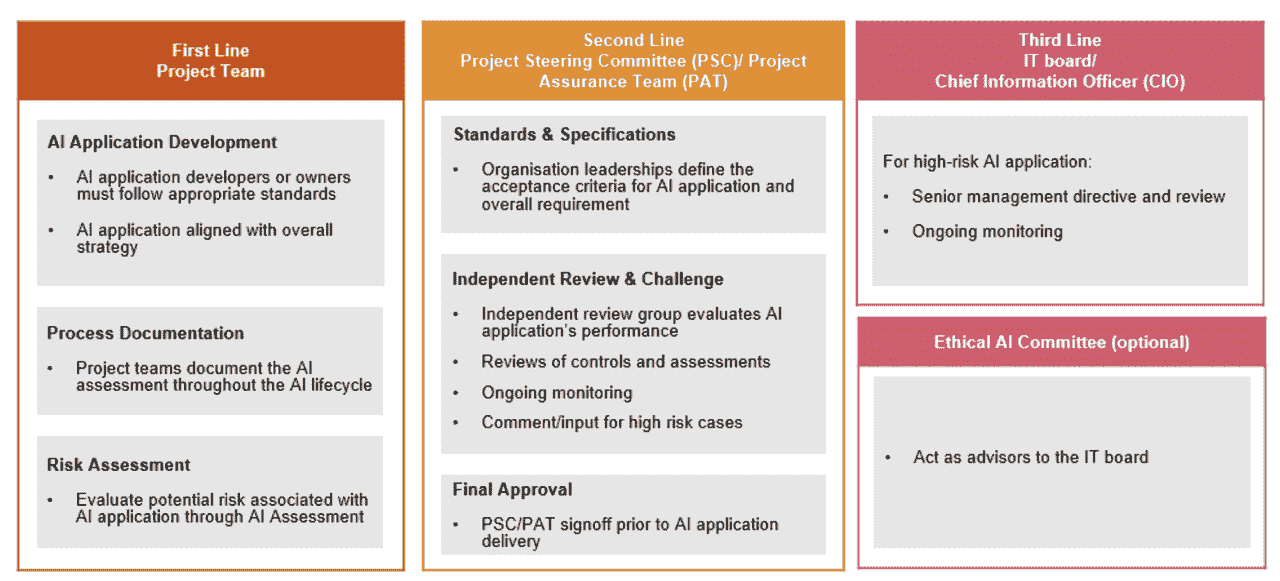 First Line
Project Team
AI Application Development
• AI application developers or owners
must follow appropriate standards
• AI application aligned with overall
strategy
Process Documentation
• Project teams document the AI
assessment throughout the AI lifecycle
Risk Assessment
• Evaluate potential risk associated with
AI application through AI Assessment
Second Line
Project Steering Committee (PSC)/ Project
Assurance Team (PAT)
Standards & Specifications
• Organisation leaderships define the
acceptance criteria for AI application and
overall requirement
Independent Review & Challenge
• Independent review group evaluates AI
application's performance
• Reviews of controls and assessments
• Ongoing monitoring
• Comment/input for high risk cases
Final Approval
• PSC/PAT signoff prior to AI application
delivery
Third Line
IT board/
Chief Information Officer (CIO)
For high-risk AI application:
• Senior management directive and review
• Ongoing monitoring
Ethical AI Committee (optional)
• Act as advisors to the IT board